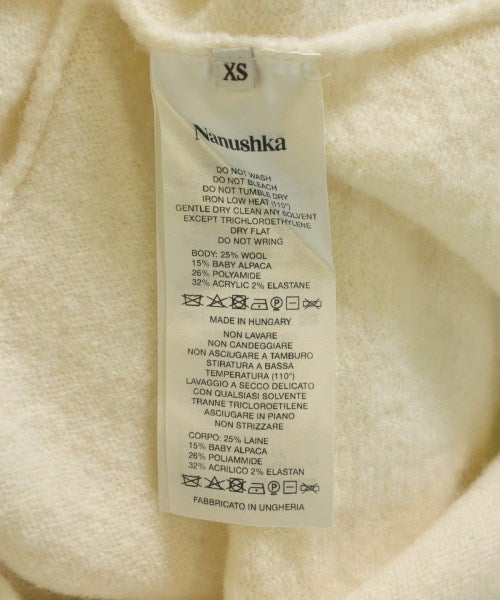 XS
Nanushka
DO NOT WASH
DO NOT BLEACH
DO NOT TUMBLE DRY
IRON LOW HEAT (110°)
GENTLE DRY CLEAN ANY SOLVENT
EXCEPT TRICHLOROETHYLENE
DRY FLAT
DO NOT WRING
BODY: 25% WOOL
15% BABY ALPACA
26% POLYAMIDE
32% ACRYLIC 2% ELASTANE
MADE IN HUNGARY
NON LAVARE
NON CANDEGGIARE
NON ASCIUGARE A TAMBURO
STIRATURA A BASSA
TEMPERATURA (110°)
LAVAGGIO A SECCO DELICATO
CON QUALSIASI SOLVENTE
TRANNE TRICLOROETILENE
ASCIUGARE IN PIANO
NON STRIZZARE
CORPO: 25% LAINE
15% BABY ALPACA
26% POLIAMMIDE
32% ACRILICO 2% ELASTAN
FABBRICATO IN UNGHERIA